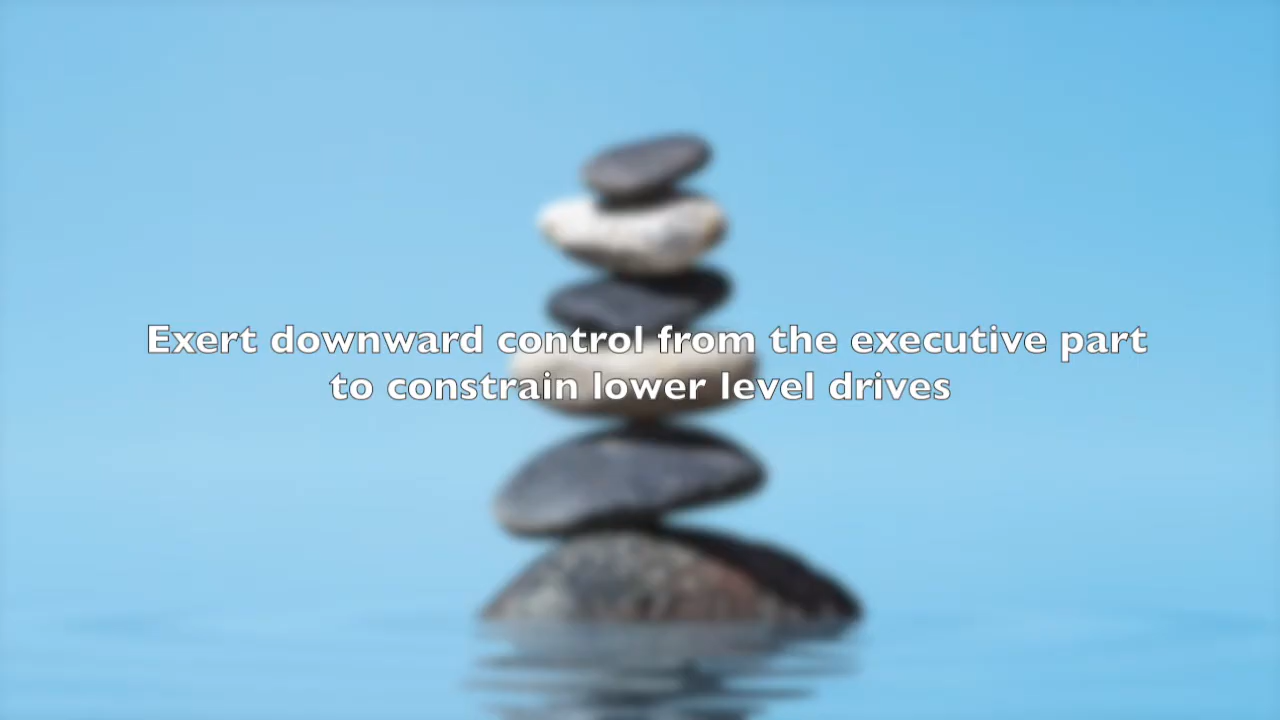 Exert downward control from the executive part
to constrain lower level drives